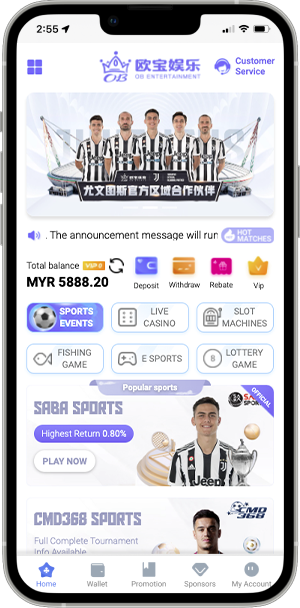 2:55
欧宝娱乐
OB ENTERTAINMENT
Customer
Service
尤文图斯官方区域合作伙伴
. The announcement message will run
HOT
MATCHES
Total balance
VIP 0
MYR 5888.20
Deposit
Withdraw
Rebate
Vip
SPORTS
EVENTS
LIVE
CASINO
SLOT
MACHINES
FISHING
GAME
E SPORTS
8
LOTTERY
GAME
Popular sports
OFFICIAL
SABA SPORTS
Highest Return 0.80%
PLAY NOW
Jeep
CMD368 SPORTS
CMD
368
Full Complete Tournament
Info Available
Home
Wallet
Promotion
Sponsors
My Account